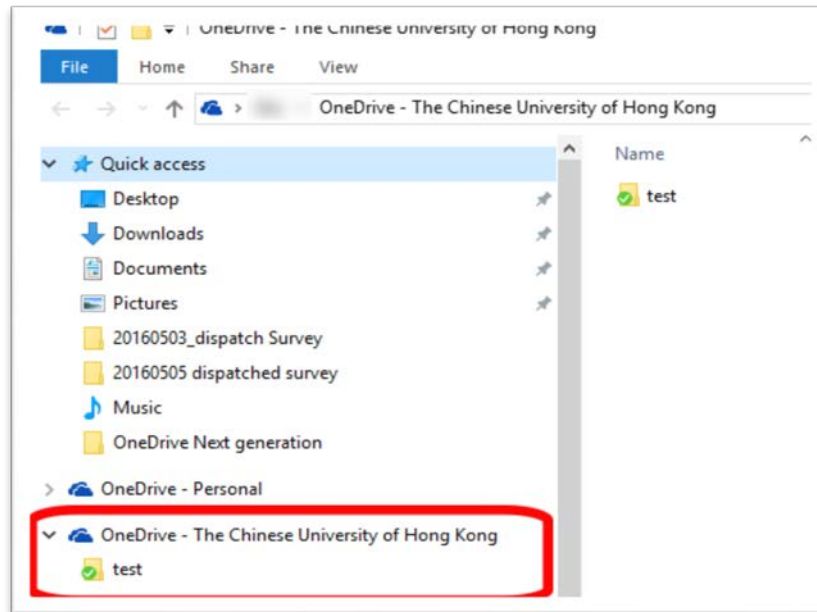 OneDrive - The Chinese University of Hong Kong
File Home Share View
OneDrive - The Chinese University of Hong Kong
Name
test
Quick access
Desktop
Downloads
Documents
Pictures
20160503_dispatch Survey
20160505 dispatched survey
Music
OneDrive Next generation
OneDrive - Personal
OneDrive - The Chinese University of Hong Kong
test